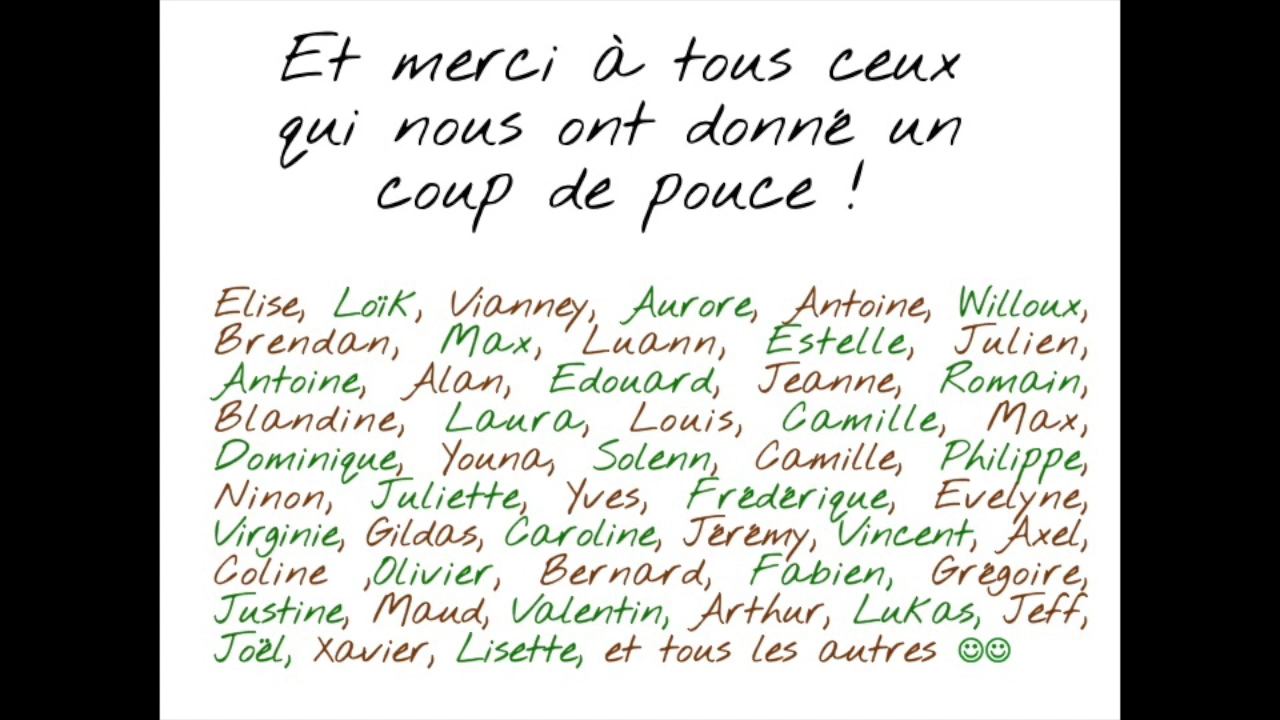 Et merci à tous ceux
qui nous ont donné un
coup de pouce !
Elise, Loïk, Vianney, Aurore, Antoine, Willoux,
Brendan, Max, Luann, Estelle, Julien,
Antoine, Alan, Edouard, Jeanne, Romain,
Blandine, Laura, Louis, Camille, Max,
Dominique, Youna, Solenn, Camille, Philippe,
Ninon, Juliette, Yves, Frédérique, Evelyne,
Virginie, Gildas, Caroline, Jérémy, Vincent, Axel,
Coline ,Olivier, Bernard, Fabien, Grégoire,
Justine, Maud, Valentin, Arthur, Lukas, Jeff,
Joël, Xavier, Lisette, et tous les autres ☺☺